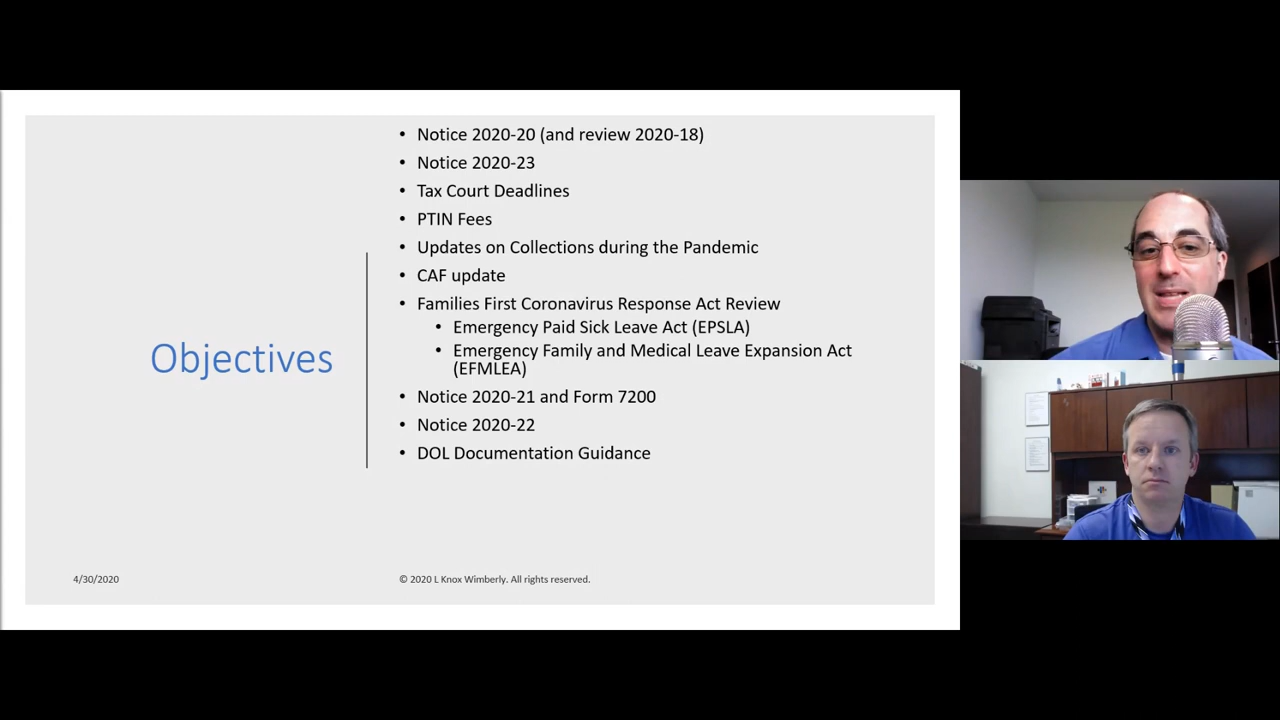 Objectives
• Notice 2020-20 (and review 2020-18)
• Notice 2020-23
• Tax Court Deadlines
• PTIN Fees
• Updates on Collections during the Pandemic
• CAF update
• Families First Coronavirus Response Act Review
• Emergency Paid Sick Leave Act (EPSLA)
• Emergency Family and Medical Leave Expansion Act
(EFMLEA)
• Notice 2020-21 and Form 7200
• Notice 2020-22
• DOL Documentation Guidance
4/30/2020
© 2020 L Knox Wimberly. All rights reserved.